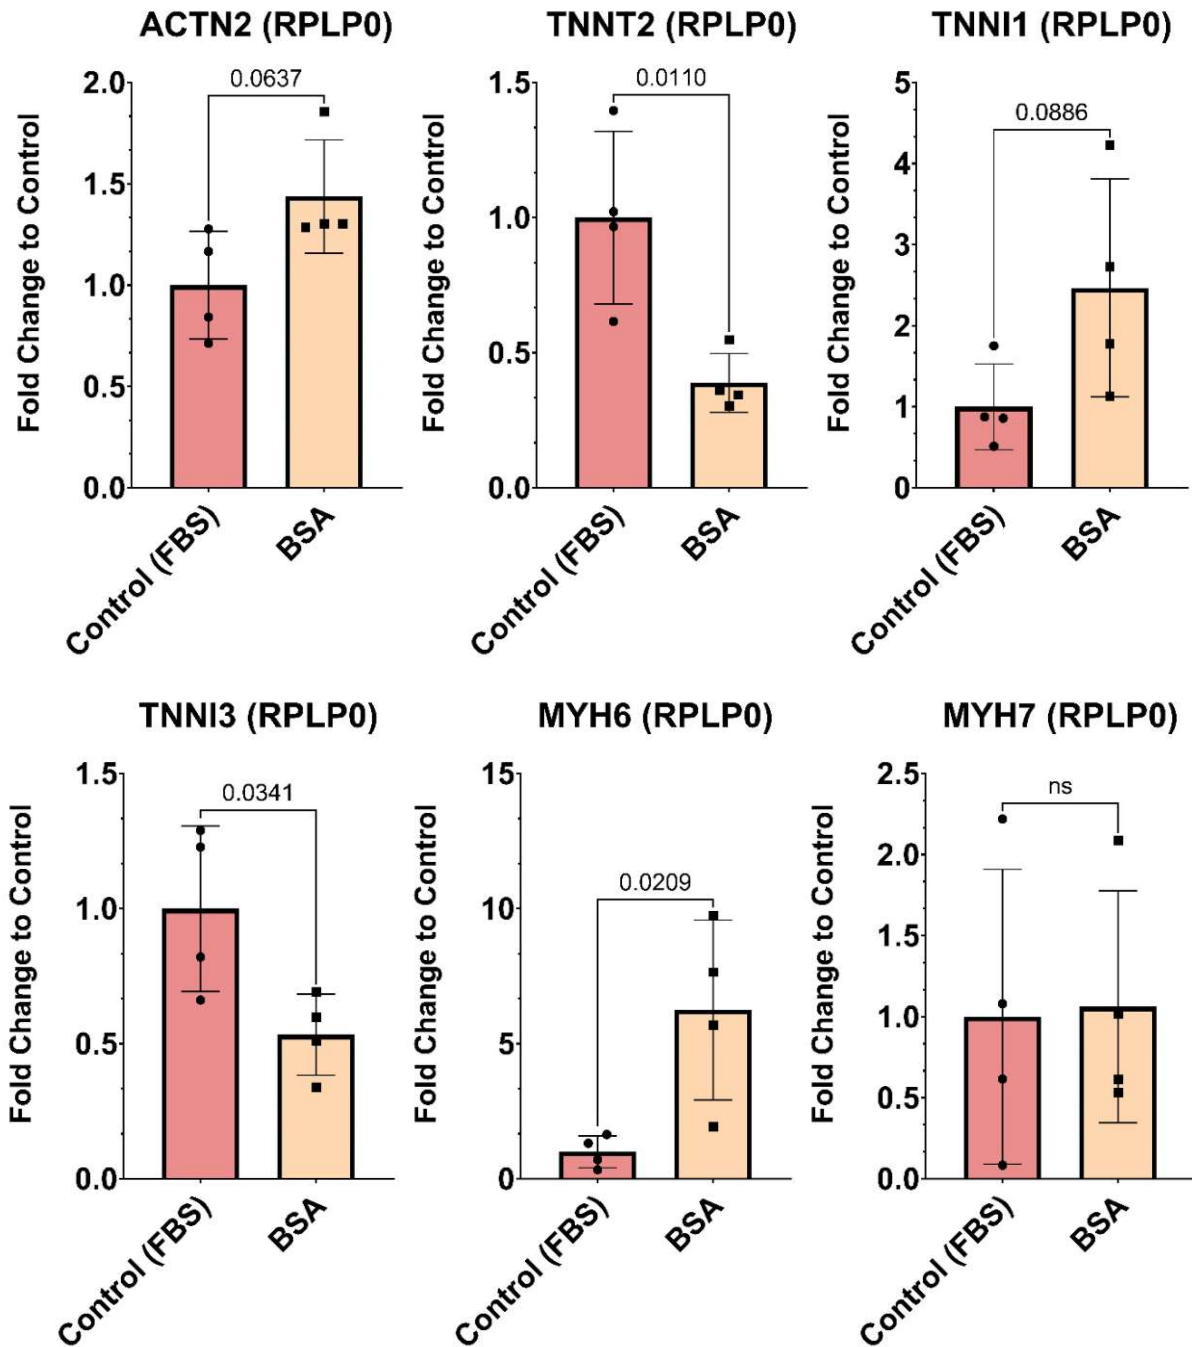 ACTN2 (RPLP0)
Fold Change to Control
2.0
1.5
1.0
0.5
0.0
0.0637
Control (FBS)
BSA
TNNT2 (RPLP0)
Fold Change to Control
1.5
1.0
0.5
0.0
0.0110
Control (FBS)
BSA
TNNI1 (RPLP0)
Fold Change to Control
5
4
3
2
1
0
0.0886
Control (FBS)
BSA
TNNI3 (RPLP0)
Fold Change to Control
1.5
1.0
0.5
0.0
0.0341
Control (FBS)
BSA
MYH6 (RPLP0)
Fold Change to Control
15
10
5
0
0.0209
Control (FBS)
BSA
MYH7 (RPLP0)
Fold Change to Control
2.5
2.0
1.5
1.0
0.5
0.0
ns
Control (FBS)
BSA